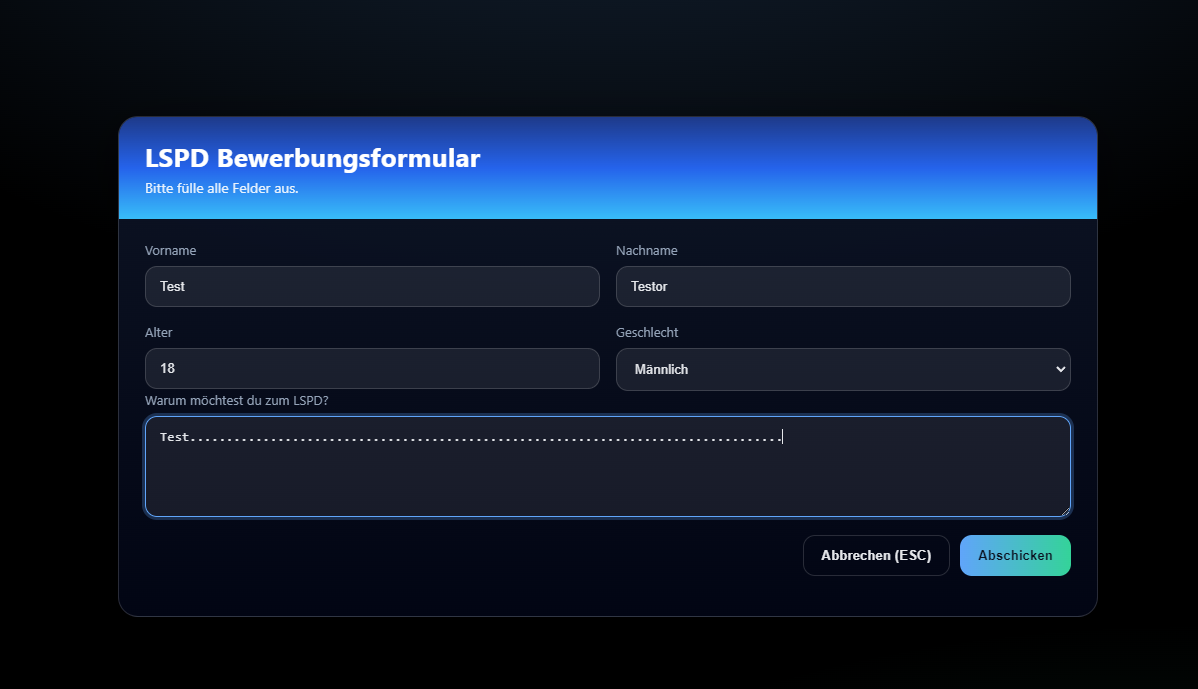 LSPD Bewerbungsformular
Bitte fülle alle Felder aus.
Vorname
Nachname
Test
Testor
Alter
Geschlecht
18
Männlich
Warum möchtest du zum LSPD?
Test.................................................................................
Abbrechen (ESC)
Abschicken